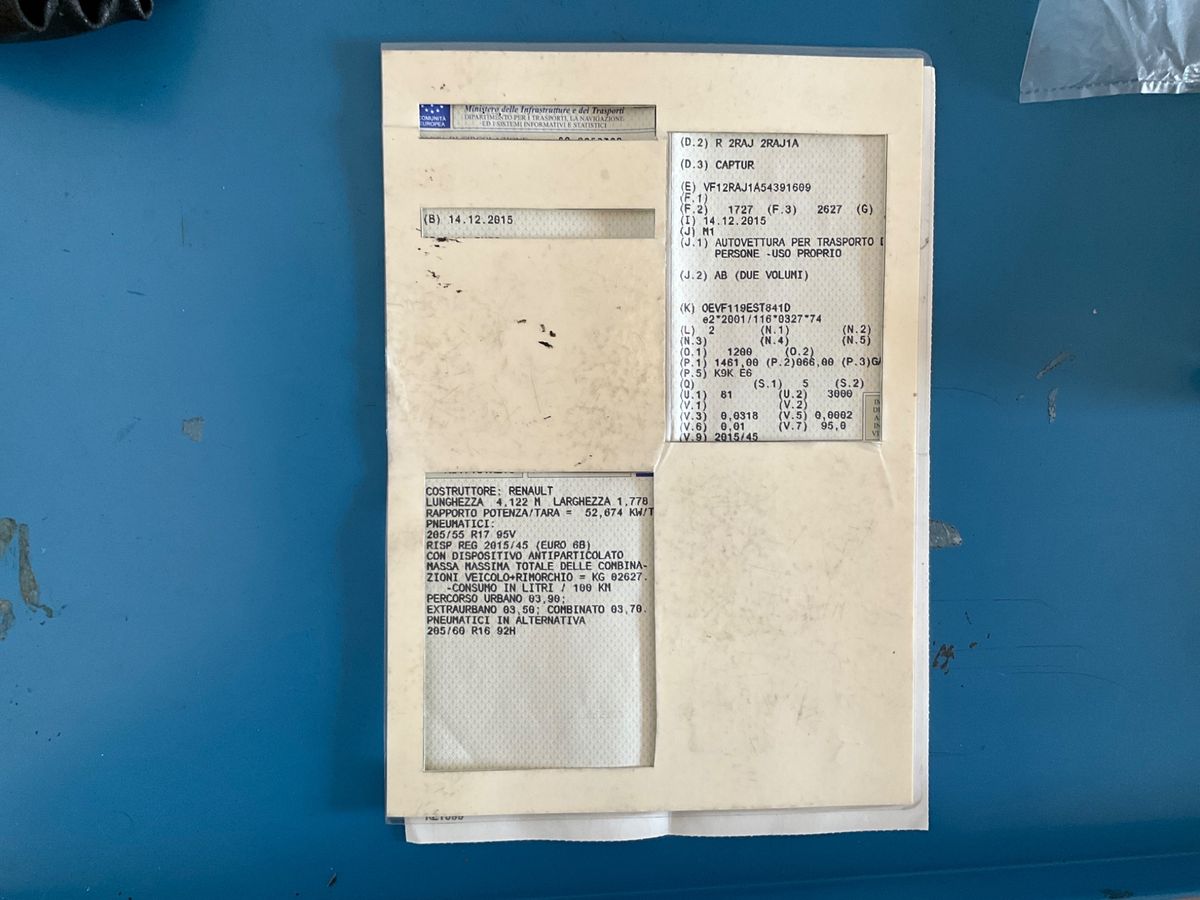 COMUNITÀ
EUROPEA
Ministero delle Infrastrutture e dei Trasporti
DIPARTIMENTO PER I TRASPORTI, LA NAVIGAZIONE
ED I SISTEMI INFORMATIVI E STATISTICI
(B) 14.12.2015
(D.2) R 2RAJ 2RAJ1A
(D.3) CAPTUR
(E) VF12RAJ1A54391609
(F.1)
(F.2) 1727 (F.3) 2627 (G)
(I) 14.12.2015
(J) M1
(J.1) AUTOVETTURA PER TRASPORTO
PERSONE -USO PROPRIO
(J.2) AB (DUE VOLUMI)
(K) OEVF119EST841D
e2*2001/116*0327*74
(L) 2 (N.1) (N.2)
(N.3) (N.4) (N.5)
(O.1) 1200 (O.2)
(P.1) 1461,00 (P.2)066,00 (P.3)GA
(P.5) K9K E6
(Q) (S.1) 5 (S.2)
(U.1) 81 (U.2) 3000
(V.1) (V.2)
(V.3) 0,0318 (V.5) 0,0002
(V.6) 0,01 (V.7) 95,0
(V.9) 2015/45
COSTRUTTORE: RENAULT
LUNGHEZZA 4,122 M LARGHEZZA 1,778
RAPPORTO POTENZA/TARA = 52,674 KW/T
PNEUMATICI:
205/55 R17 95V
RISP REG 2015/45 (EURO 6B)
CON DISPOSITIVO ANTIPARTICOLATO
MASSA MASSIMA TOTALE DELLE COMBINA-
ZIONI VEICOLO+RIMORCHIO = KG 02627.
-CONSUMO IN LITRI / 100 KM
PERCORSO URBANO 03,90;
EXTRAURBANO 03,50; COMBINATO 03,70.
PNEUMATICI IN ALTERNATIVA
205/60 R16 92H